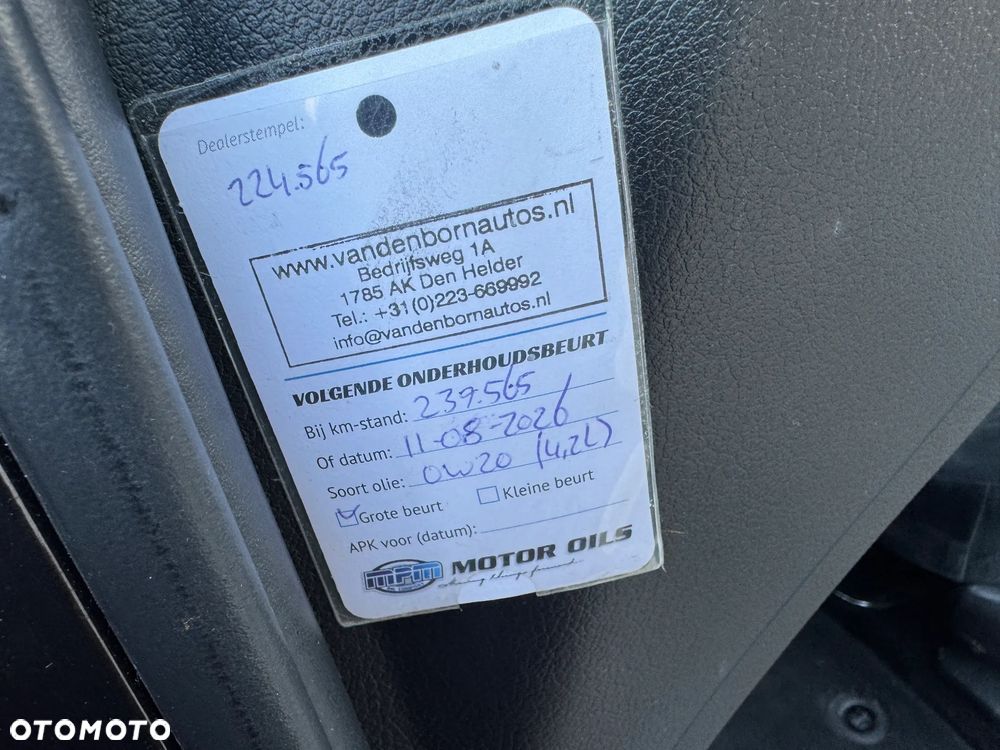 Dealerstempel:
224.565
www.vandenbornautos.nl
Bedrijfsweg 1A
1785 AK Den Helder
Tel.: +31(0)223-669992
info@vandenbornautos.nl
VOLGENDE ONDERHOUDSBEURT
Bij km-stand: 239.565
Of datum: 11-08-2026
Soort olie: 0W20 (4,2L)
Grote beurt Kleine beurt
APK voor (datum):
MPM MOTOR OILS
OTOMOTO